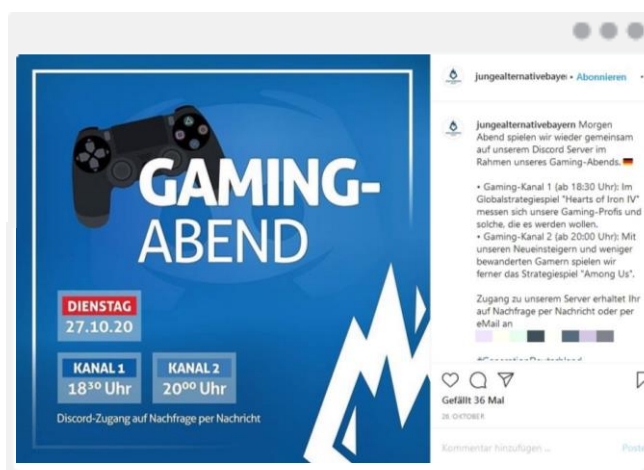 GAMING-
ABEND
DIENSTAG
27.10.20
KANAL 1
18³⁰ Uhr
KANAL 2
20⁰⁰ Uhr
Discord-Zugang auf Nachfrage per Nachricht
jungealternativebaye • Abonnieren
jungealternativebayern Morgen
Abend spielen wir wieder gemeinsam
auf unserem Discord Server im
Rahmen unseres Gaming-Abends. 🇩🇪
• Gaming-Kanal 1 (ab 18:30 Uhr): Im
Globalstrategiespiel "Hearts of Iron IV"
messen sich unsere Gaming-Profis und
solche, die es werden wollen.
• Gaming-Kanal 2 (ab 20:00 Uhr): Mit
unseren Neueinsteigern und weniger
bewanderten Gamern spielen wir
ferner das Strategiespiel "Among Us".
Zugang zu unserem Server erhaltet Ihr
auf Nachfrage per Nachricht oder per
eMail an
Gefällt 36 Mal
26. OKTOBER
Kommentar hinzufügen ...
Poste